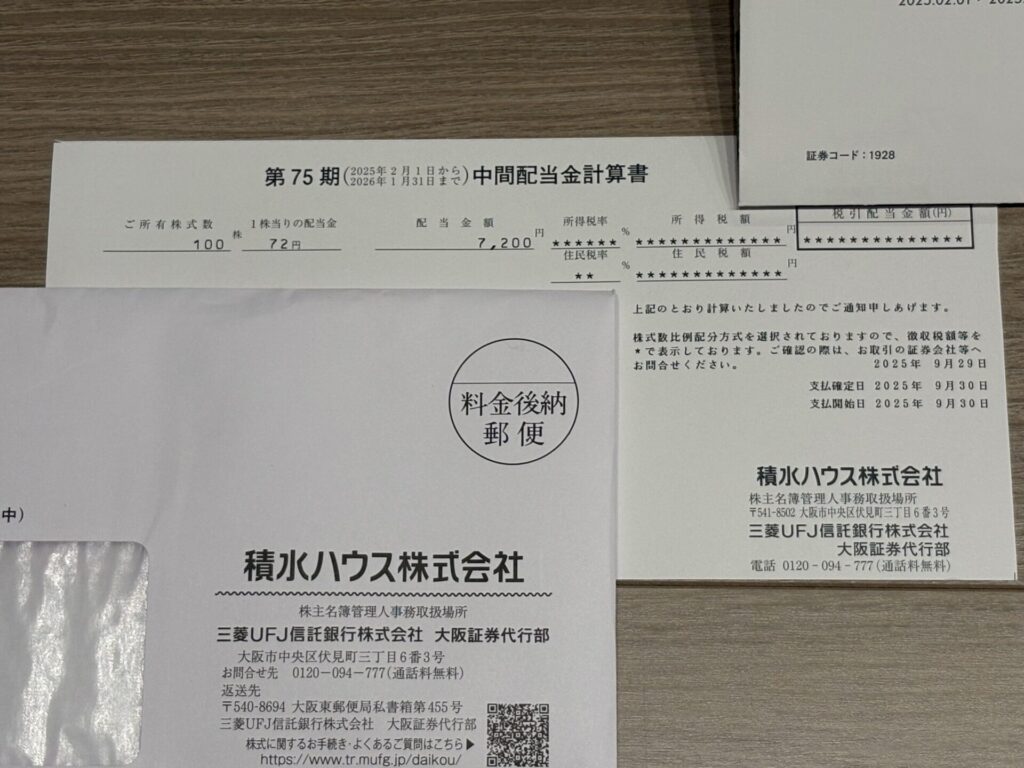 証券コード：1928
第75期(2025年2月1日から 2026年1月31日まで)中間配当金計算書
ご所有株式数 1株当りの配当金 配当金額 所得税率 所得税額 税引配当金額(円)
100株 72円 7,200円 ******% *************円 *************
住民税率 住民税額
**% *************円
上記のとおり計算いたしましたのでご通知申しあげます。
株式数比例配分方式を選択されておりますので、徴収税額等を
*で表示しております。ご確認の際は、お取引の証券会社等へ
お問合せください。
2025年 9月29日
支払確定日 2025年 9月30日
支払開始日 2025年 9月30日
積水ハウス株式会社
株主名簿管理人事務取扱場所
〒541-8502 大阪市中央区伏見町三丁目6番3号
三菱UFJ信託銀行株式会社
大阪証券代行部
電話 0120-094-777(通話料無料)
料金後納
郵便
中)
積水ハウス株式会社
株主名簿管理人事務取扱場所
三菱UFJ信託銀行株式会社 大阪証券代行部
大阪市中央区伏見町三丁目6番3号
お問合せ先 0120-094-777(通話料無料)
返送先
〒540-8694 大阪東郵便局私書箱第455号
三菱UFJ信託銀行株式会社 大阪証券代行部
株式に関するお手続き・よくあるご質問はこちら▶
https://www.tr.mufg.jp/daikou/